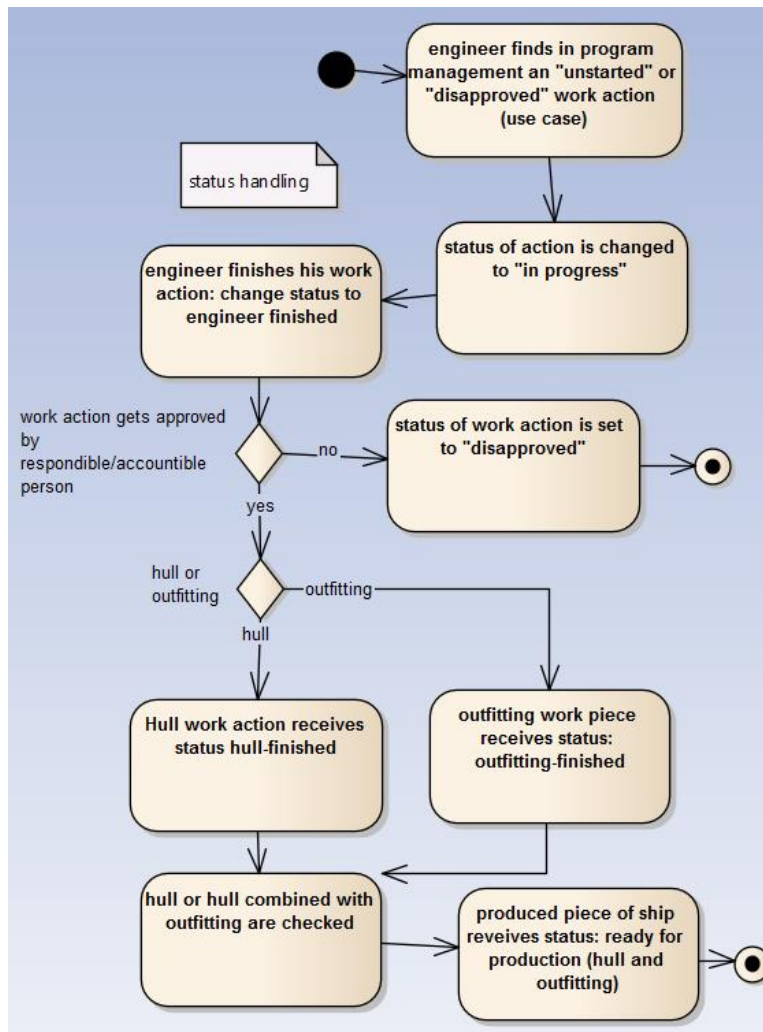 engineer finds in program
management an "unstarted" or
"disapproved" work action
(use case)
status handling
status of action is changed
to "in progress"
engineer finishes his work
action: change status to
engineer finished
work action gets approved
by
respondible/accountible
person
no
status of work action is set
to "disapproved"
yes
hull or
outfitting
outfitting
hull
Hull work action receives
status hull-finished
outfitting work piece
receives status:
outfitting-finished
hull or hull combined with
outfitting are checked
produced piece of ship
reveives status: ready for
production (hull and
outfitting)